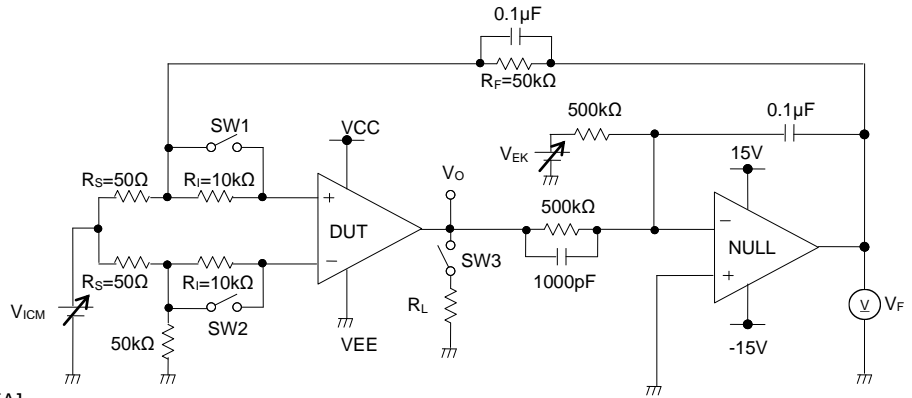 0.1μF
RF=50kΩ
500kΩ
0.1μF
SW1
VCC
VEK
15V
RS=50Ω
RI=10kΩ
VO
500kΩ
+
DUT
−
−
NULL
+
SW3
1000pF
RS=50Ω
RI=10kΩ
VICM
SW2
RL
V
VF
50kΩ
VEE
-15V